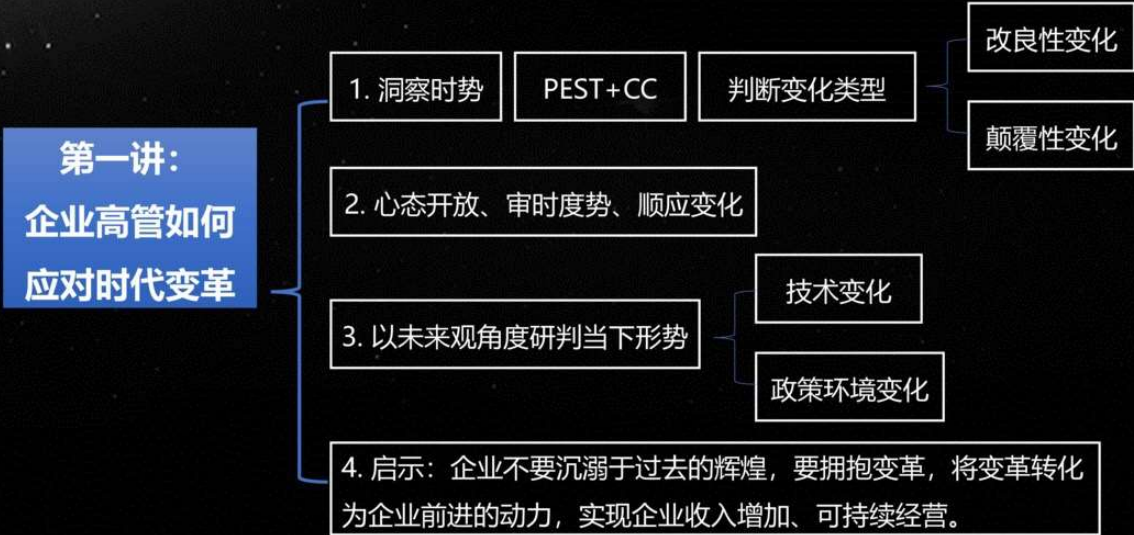 第一讲：
企业高管如何
应对时代变革
1. 洞察时势
PEST+CC
判断变化类型
改良性变化
颠覆性变化
2. 心态开放、审时度势、顺应变化
3. 以未来观角度研判当下形势
技术变化
政策环境变化
4. 启示：企业不要沉溺于过去的辉煌，要拥抱变革，将变革转化
为企业前进的动力，实现企业收入增加、可持续经营。